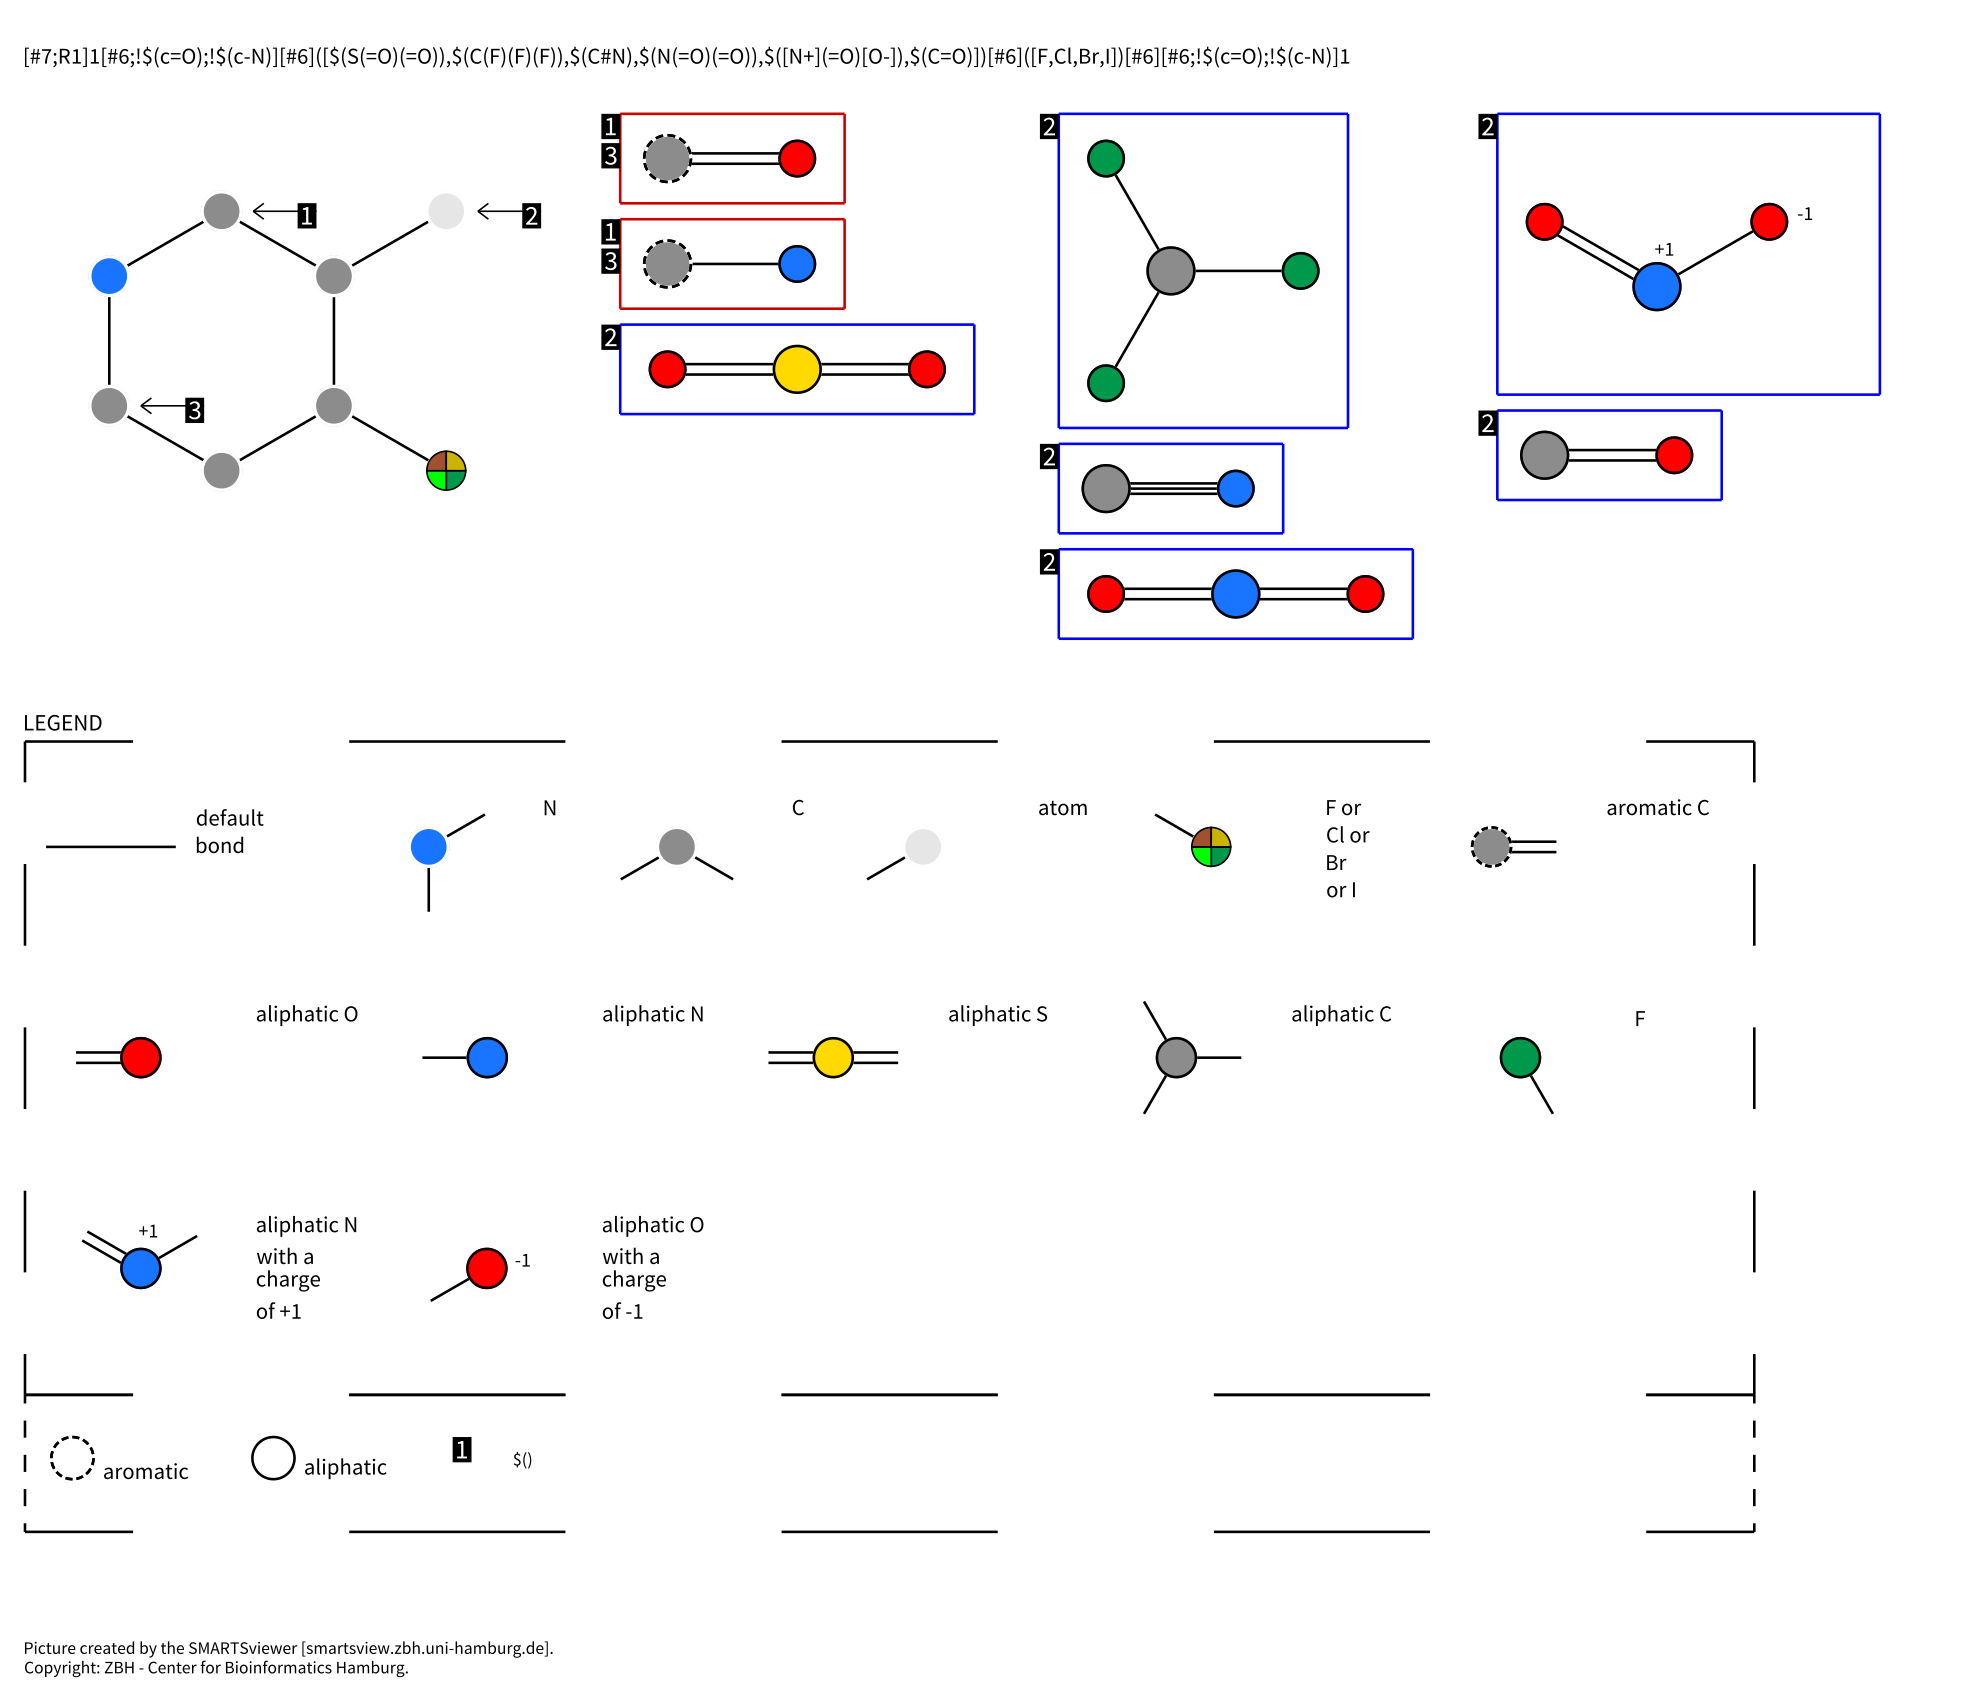 [#7;R1]1[#6;!$(c=O);!$(c-N)][#6]([$(S(=O)(=O)),$(C(F)(F)(F)),$(C#N),$(N(=O)(=O)),$([N+](=O)[O-]),$(C=O)])[#6]([F,Cl,Br,I])[#6][#6;!$(c=O);!$(c-N)]1
1
2
3
1
3
1
3
2
2
2
2
2
+1
-1
2
LEGEND
default
bond
N
C
atom
F or
Cl or
Br
or I
aromatic C
aliphatic O
aliphatic N
aliphatic S
aliphatic C
F
+1
aliphatic N
with a
charge
of +1
-1
aliphatic O
with a
charge
of -1
aromatic
aliphatic
1
$()
Picture created by the SMARTSviewer [smartsview.zbh.uni-hamburg.de].
Copyright: ZBH - Center for Bioinformatics Hamburg.